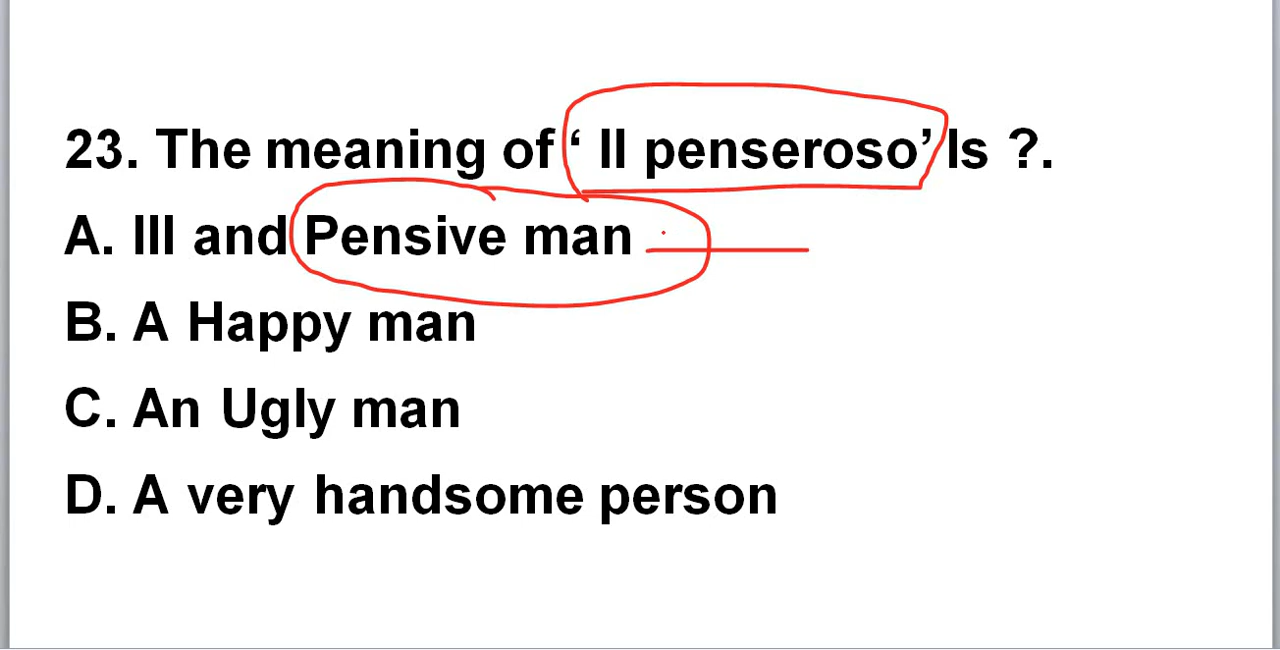 23. The meaning of ‘ Il penseroso’ Is ?.
A. Ill and Pensive man
B. A Happy man
C. An Ugly man
D. A very handsome person